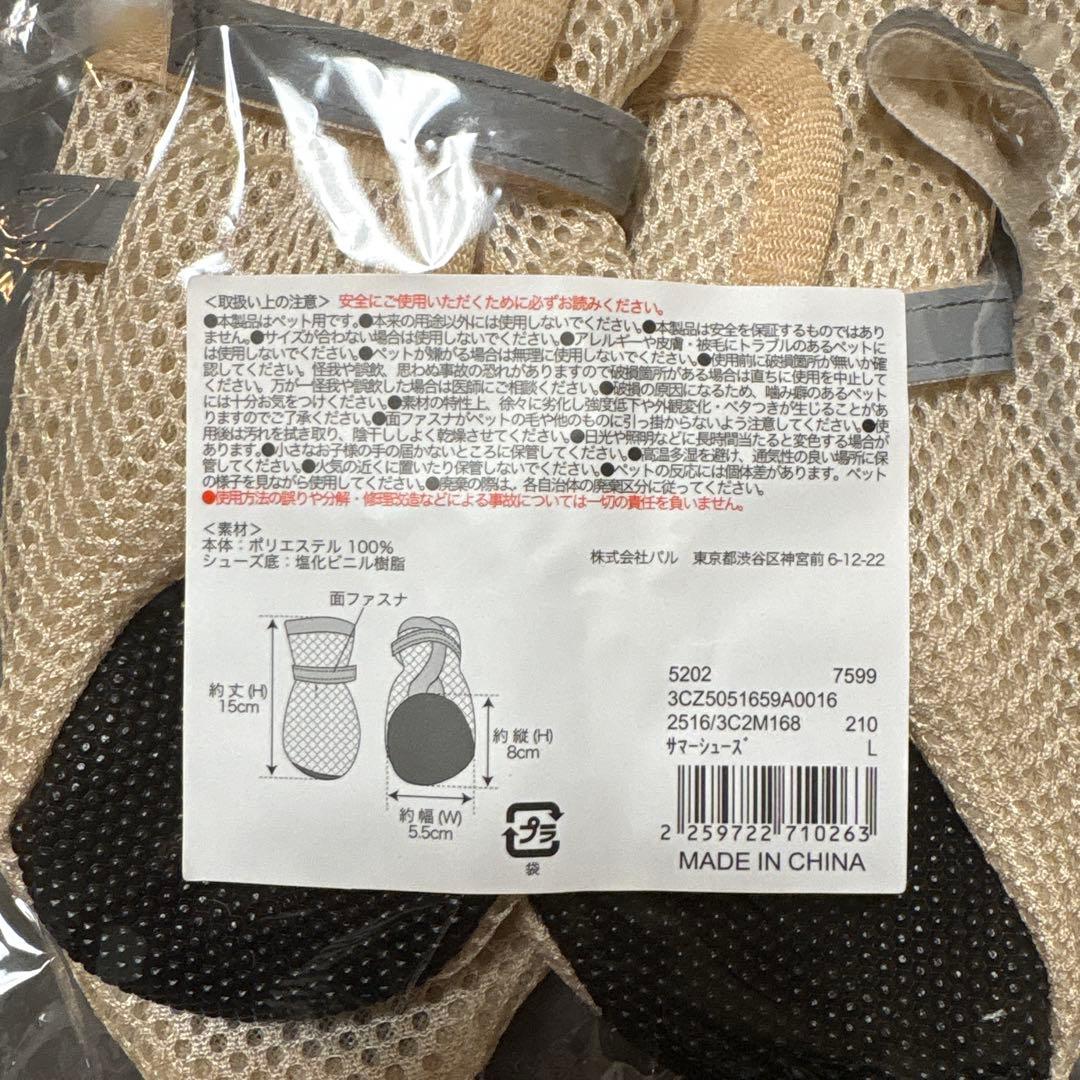 ＜取扱い上の注意＞ 安全にご使用いただくために必ずお読みください。
●本製品はペット用です。●本来の用途以外には使用しないでください。●本製品は安全を保証するものではあり
ません。●サイズが合わない場合は使用しないでください。●アレルギーや皮膚・被毛にトラブルのあるペットに
は使用しないでください。●ペットが嫌がる場合は無理に使用しないでください。●使用前に破損箇所が無いか確
認してください。怪我や誤飲、思わぬ事故の恐れがありますので破損箇所がある場合は直ちに使用を中止して
ください。万が一怪我や誤飲した場合は医師にご相談ください。●破損の原因になるため、噛み癖のあるペット
には十分お気をつけください。●素材の特性上、徐々に劣化し強度低下や外観変化・ベタつきが生じることがあ
りますのでご了承ください。●面ファスナがペットの毛や他のものに引っ掛からないよう注意してください。●使
用後は汚れを拭き取り、陰干ししよく乾燥させてください。●日光や照明などに長時間当たると変色する場合が
あります。●小さなお子様の手の届かないところに保管してください。●高温多湿を避け、通気性の良い場所に保
管してください。●火気の近くに置いたり保管しないでください。●ペットの反応には個体差があります。ペット
の様子を見ながら使用してください。●廃棄の際は、各自治体の廃棄区分に従ってください。
●使用方法の誤りや分解・修理改造などによる事故については一切の責任を負いません。
＜素材＞
本体：ポリエステル 100%
シューズ底：塩化ビニル樹脂
株式会社パル 東京都渋谷区神宮前 6-12-22
面ファスナ
約 丈 (H)
15cm
約 縦 (H)
8cm
約 幅 (W)
5.5cm
プラ
袋
5202 7599
3CZ5051659A0016
2516/3C2M168 210
ｻﾏｰｼｭｰｽﾞ L
2 259722 710263
MADE IN CHINA